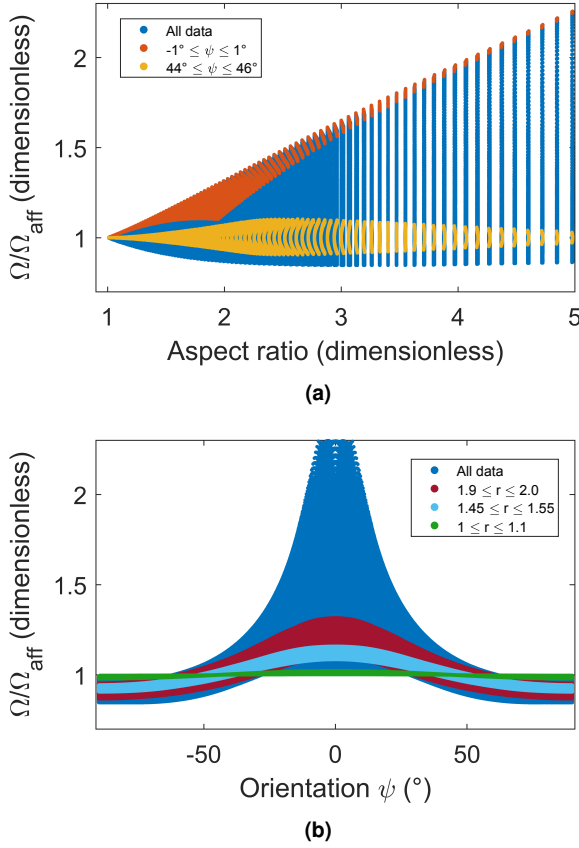 2
1.5
1
Ω/Ω_aff (dimensionless)
All data
-1° ≤ ψ ≤ 1°
44° ≤ ψ ≤ 46°
1 2 3 4 5
Aspect ratio (dimensionless)
(a)
2
1.5
1
Ω/Ω_aff (dimensionless)
All data
1.9 ≤ r ≤ 2.0
1.45 ≤ r ≤ 1.55
1 ≤ r ≤ 1.1
-50 0 50
Orientation ψ (°)
(b)